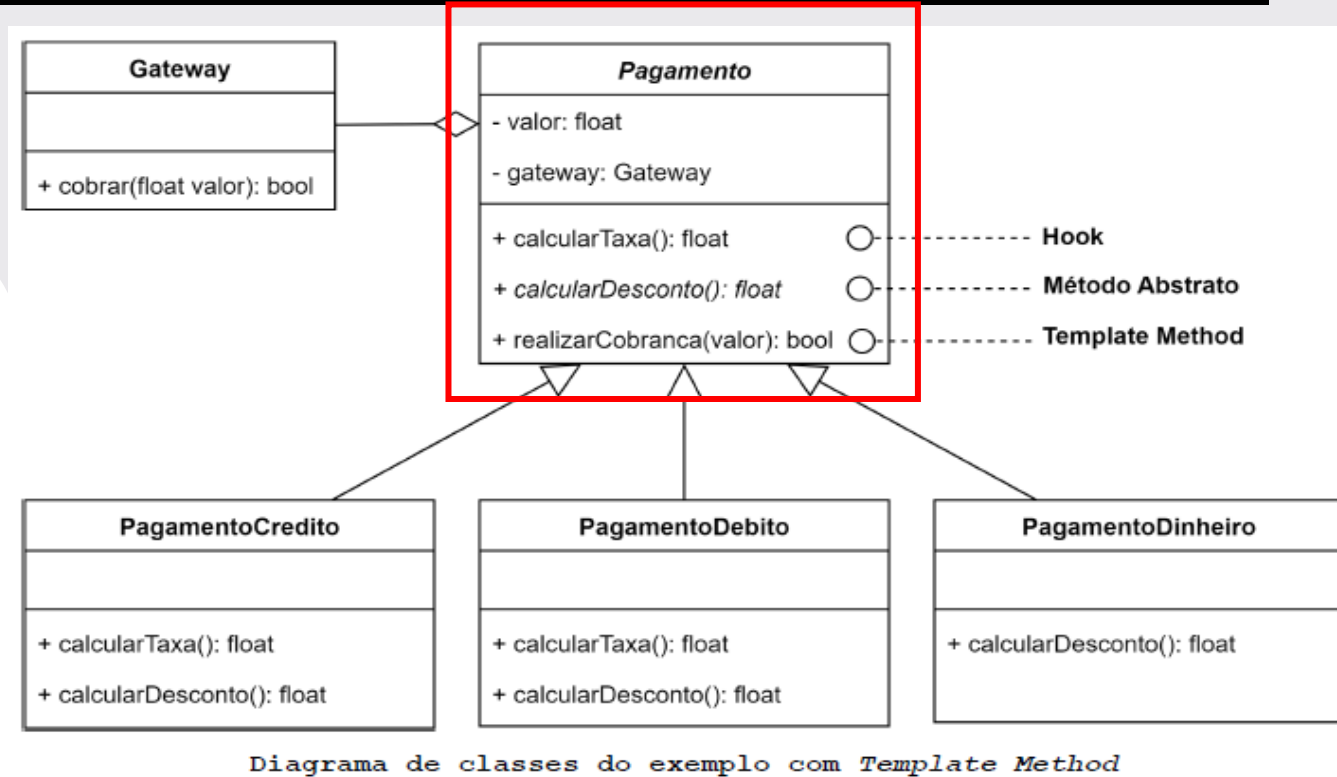 Gateway
+ cobrar(float valor): bool
Pagamento
- valor: float
- gateway: Gateway
+ calcularTaxa(): float
Hook
+ calcularDesconto(): float
Método Abstrato
+ realizarCobranca(valor): bool
Template Method
PagamentoCredito
+ calcularTaxa(): float
+ calcularDesconto(): float
PagamentoDebito
+ calcularTaxa(): float
+ calcularDesconto(): float
PagamentoDinheiro
+ calcularDesconto(): float
Diagrama de classes do exemplo com Template Method